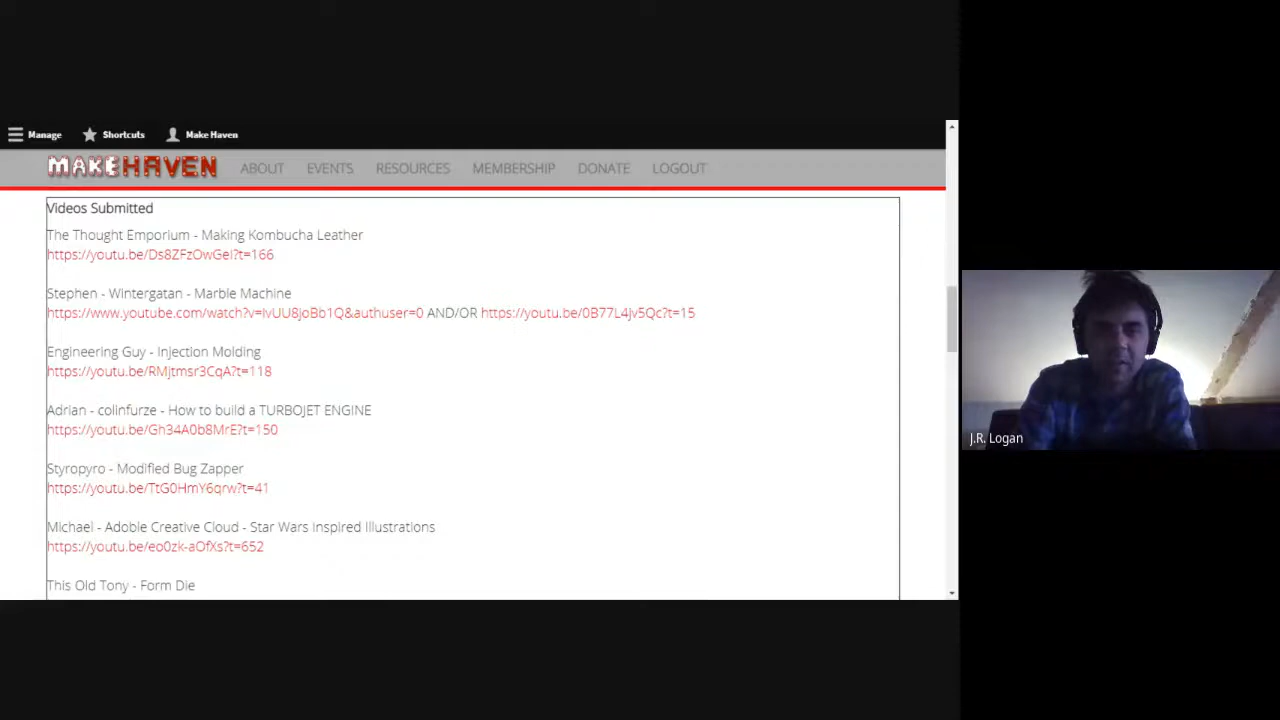 Manage Shortcuts Make Haven
MAKEHAVEN ABOUT EVENTS RESOURCES MEMBERSHIP DONATE LOGOUT
Videos Submitted
The Thought Emporium - Making Kombucha Leather
https://youtu.be/Ds8ZFzOwGeI?t=166
Stephen - Wintergatan - Marble Machine
https://www.youtube.com/watch?v=IvUU8joBb1Q&authuser=0 AND/OR https://youtu.be/0B77L4Jv5Qc?t=15
Engineering Guy - Injection Molding
https://youtu.be/RMjtmsr3CqA?t=118
Adrian - colinfurze - How to build a TURBOJET ENGINE
https://youtu.be/Gh34A0b8MrE?t=150
Styropyro - Modified Bug Zapper
https://youtu.be/TtG0HmY6qrw?t=41
Michael - Adoble Creative Cloud - Star Wars Inspired Illustrations
https://youtu.be/eo0zk-aOfXs?t=652
This Old Tony - Form Die
J.R. Logan